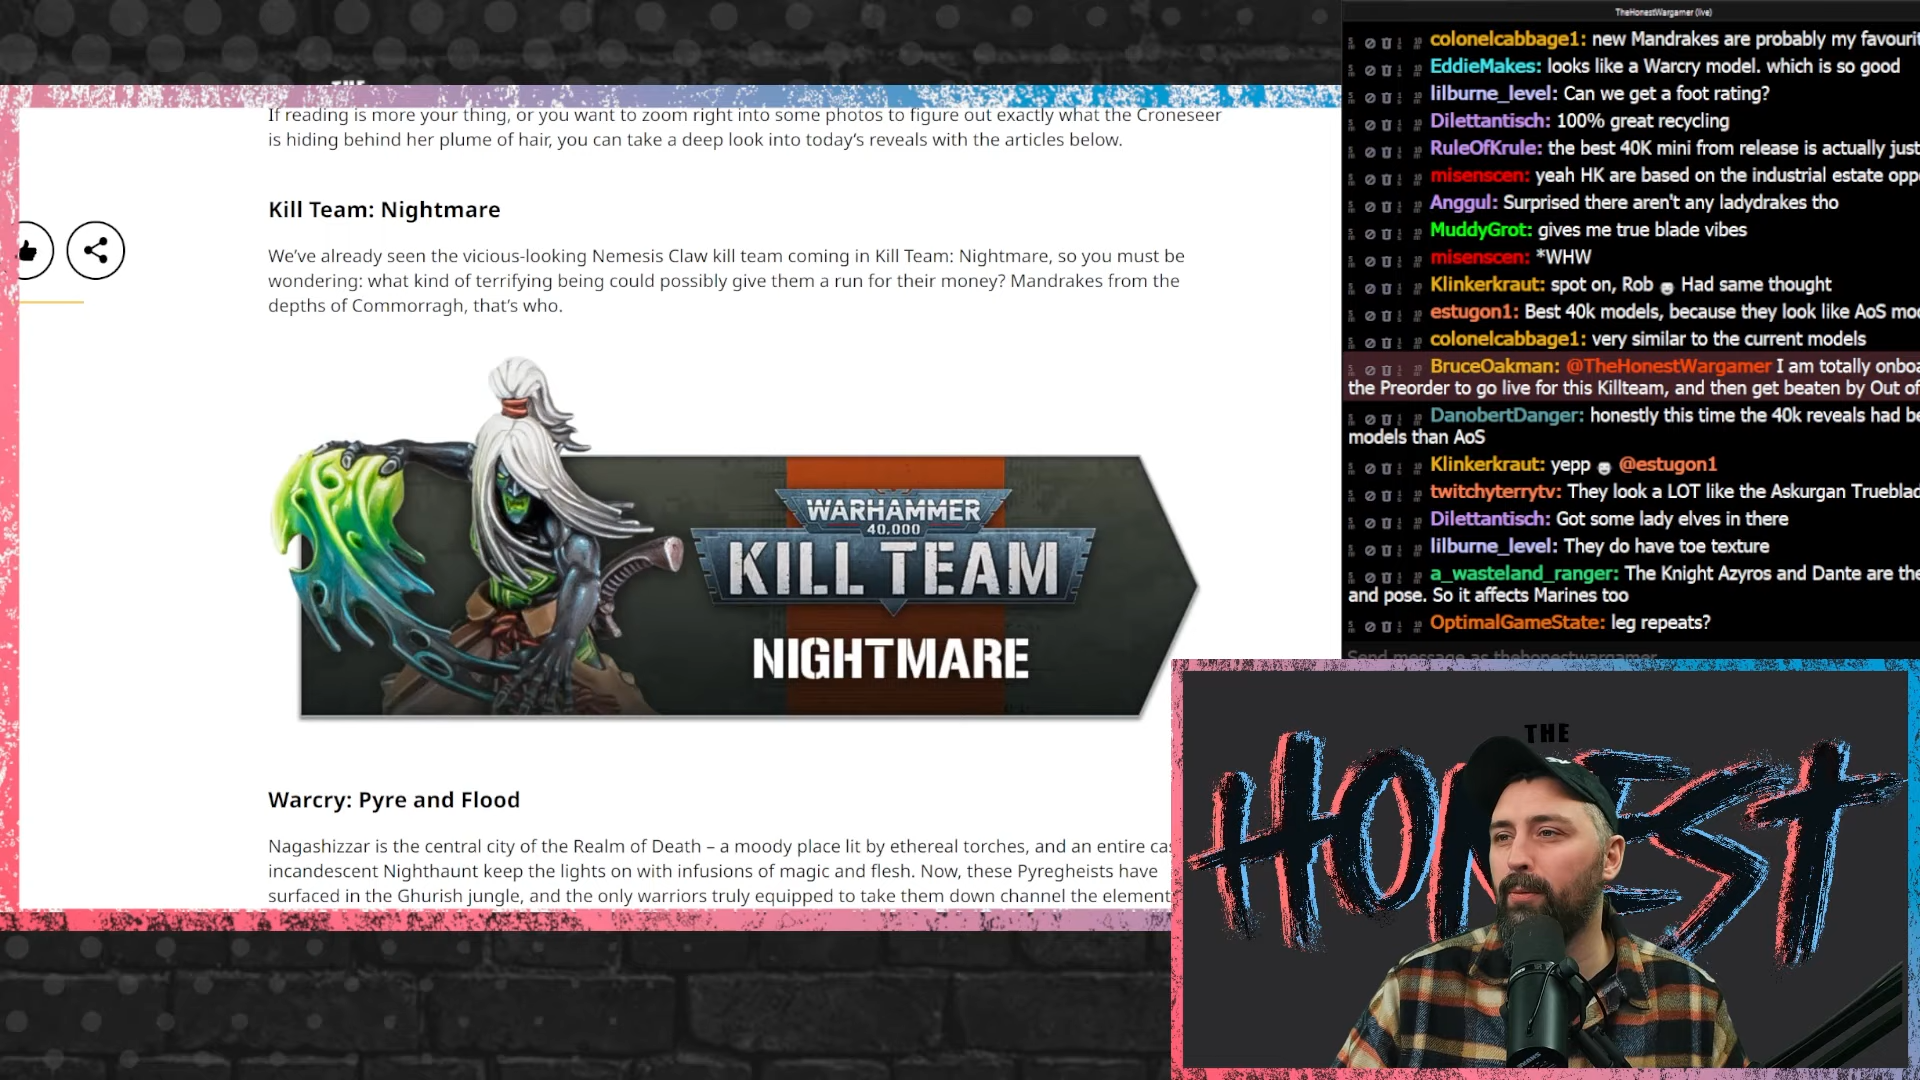 THE
If reading is more your thing, or you want to zoom right into some photos to figure out exactly what the Croneseer
is hiding behind her plume of hair, you can take a deep look into today's reveals with the articles below.
Kill Team: Nightmare
We've already seen the vicious-looking Nemesis Claw kill team coming in Kill Team: Nightmare, so you must be
wondering: what kind of terrifying being could possibly give them a run for their money? Mandrakes from the
depths of Commorragh, that's who.
WARHAMMER
40,000
KILL TEAM
NIGHTMARE
Warcry: Pyre and Flood
Nagashizzar is the central city of the Realm of Death – a moody place lit by ethereal torches, and an entire
incandescent Nighthaunt keep the lights on with infusions of magic and flesh. Now, these Pyregheists have
surfaced in the Ghurish jungle, and the only warriors truly equipped to take them down channel the element
TheHonestWargamer (live)
colonelcabbage1: new Mandrakes are probably my favourit
EddieMakes: looks like a Warcry model. which is so good
lilburne_level: Can we get a foot rating?
Dilettantisch: 100% great recycling
RuleOfKrule: the best 40K mini from release is actually just
misenscen: yeah HK are based on the industrial estate opp
Anggul: Surprised there aren't any ladydrakes tho
MuddyGrot: gives me true blade vibes
misenscen: *WHW
Klinkerkraut: spot on, Rob Had same thought
estugon1: Best 40k models, because they look like AoS mo
colonelcabbage1: very similar to the current models
BruceOakman: @TheHonestWargamer I am totally onboa
the Preorder to go live for this Killteam, and then get beaten by Out of
DanobertDanger: honestly this time the 40k reveals had be
models than AoS
Klinkerkraut: yepp @estugon1
twitchyterrytv: They look a LOT like the Askurgan Trueblad
Dilettantisch: Got some lady elves in there
lilburne_level: They do have toe texture
a_wasteland_ranger: The Knight Azyros and Dante are the
and pose. So it affects Marines too
OptimalGameState: leg repeats?
Send message as thehonestwargamer
THE
HONEST